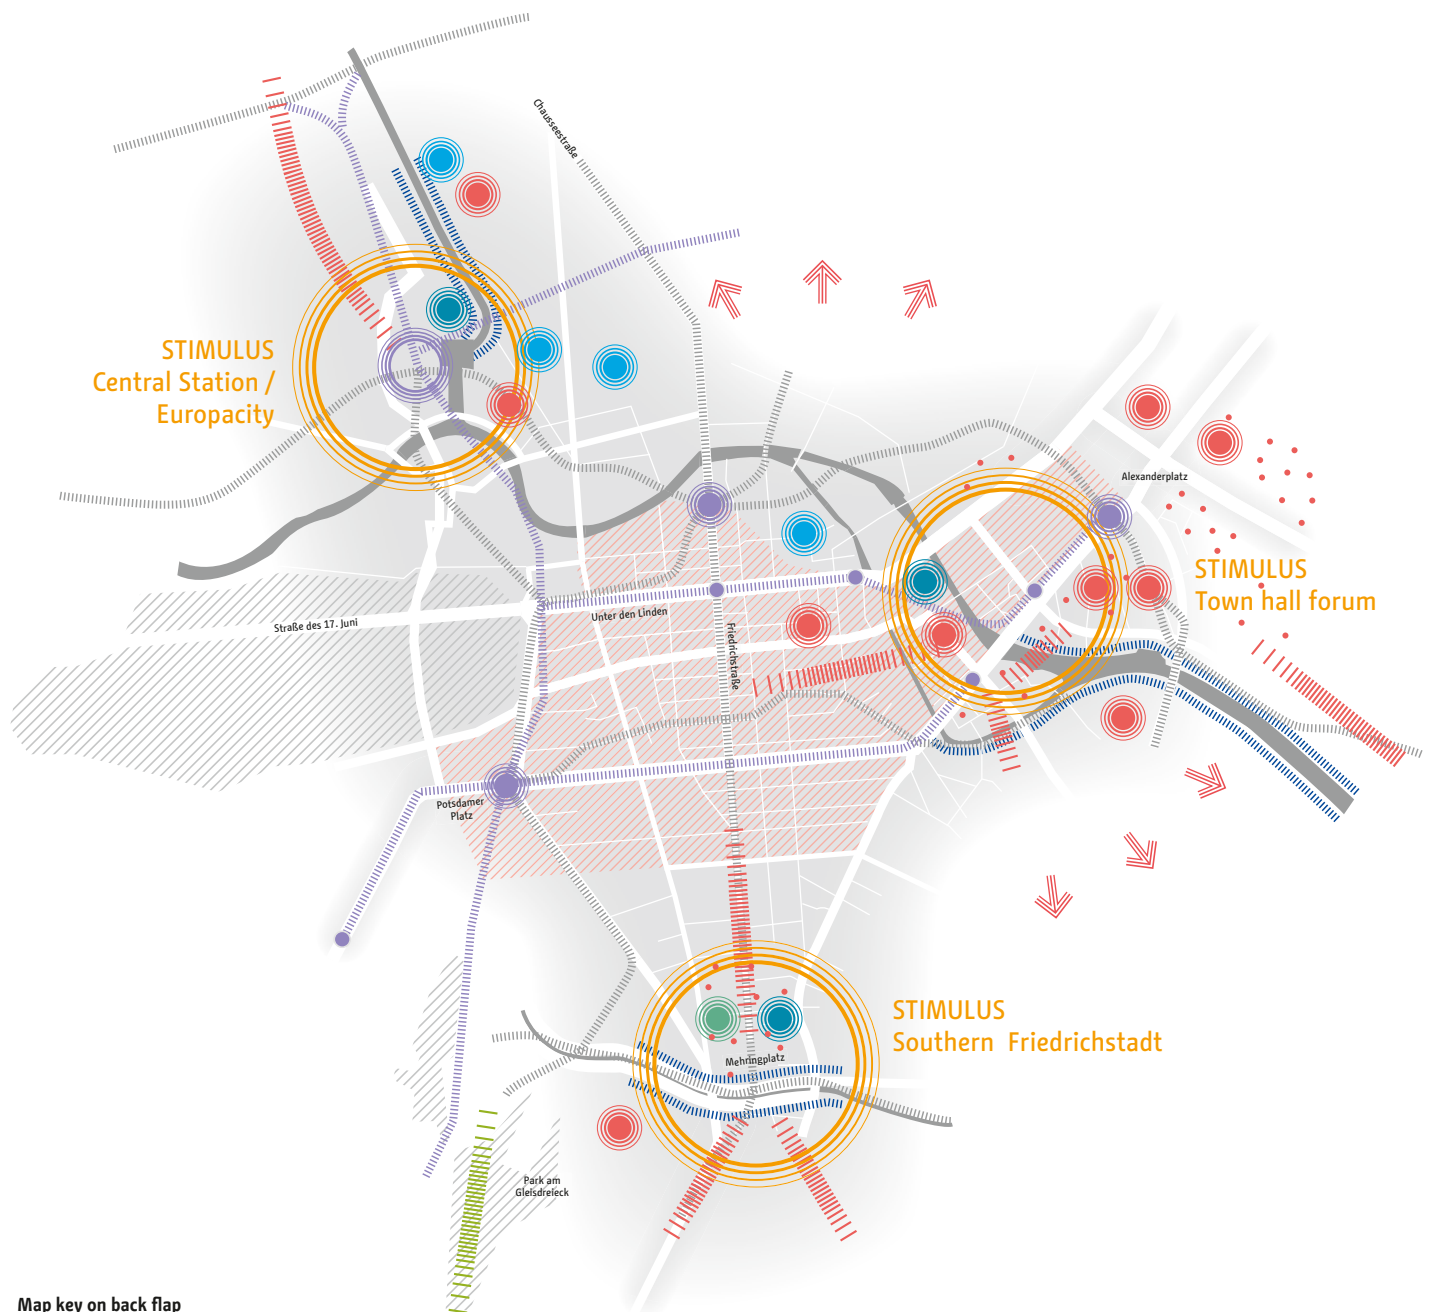 Chausseestraße
STIMULUS
Central Station /
Europacity
Alexanderplatz
STIMULUS
Town hall forum
Unter den Linden
Straße des 17. Juni
Friedrichstraße
Potsdamer
Platz
STIMULUS
Southern Friedrichstadt
Mehringplatz
Park am
Gleisdreieck
Map key on back flap